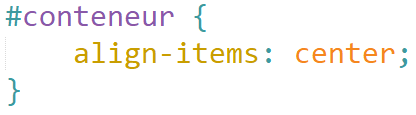 #conteneur {
    align-items: center;
}